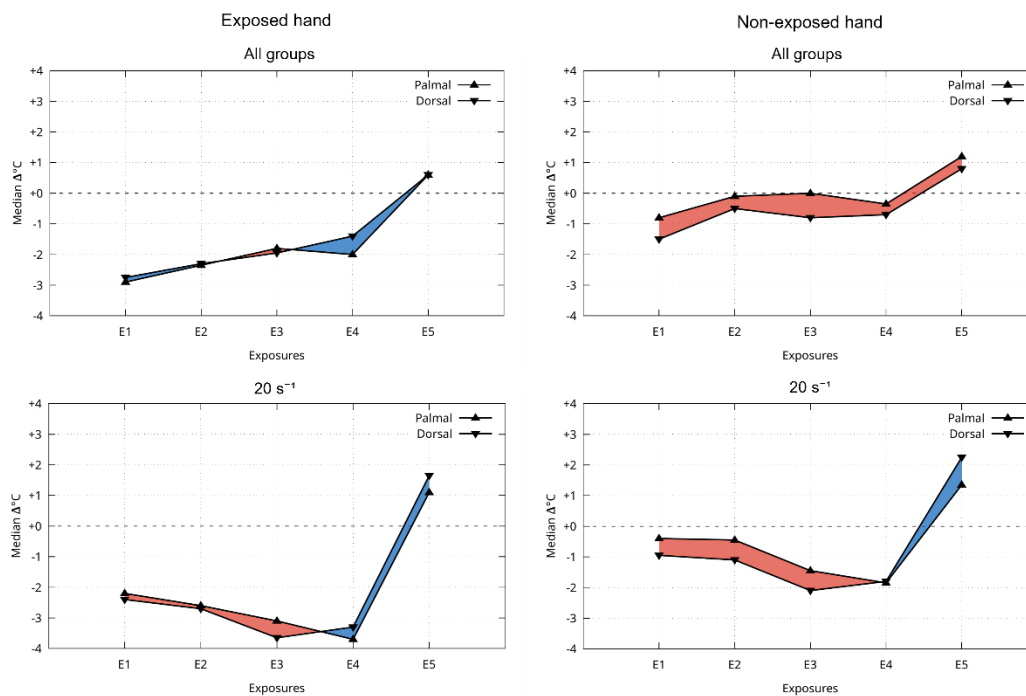 Exposed hand
All groups
Palmal
Dorsal
+4
+3
+2
+1
+0
-1
-2
-3
-4
Median Δ°C
E1 E2 E3 E4 E5
Exposures
Non-exposed hand
All groups
Palmal
Dorsal
+4
+3
+2
+1
+0
-1
-2
-3
-4
Median Δ°C
E1 E2 E3 E4 E5
Exposures
20 s⁻¹
Palmal
Dorsal
+4
+3
+2
+1
+0
-1
-2
-3
-4
Median Δ°C
E1 E2 E3 E4 E5
Exposures
20 s⁻¹
Palmal
Dorsal
+4
+3
+2
+1
+0
-1
-2
-3
-4
Median Δ°C
E1 E2 E3 E4 E5
Exposures